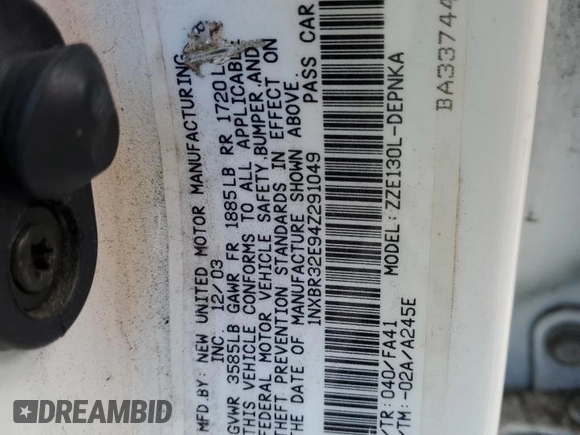 MFD BY: NEW UNITED MOTOR MANUFACTURING
INC 12/03
GVWR 3585LB GAWR FR 1885LB RR 1720L
THIS VEHICLE CONFORMS TO ALL APPLICABLE
FEDERAL MOTOR VEHICLE SAFETY, BUMPER, AND
THEFT PREVENTION STANDARDS IN EFFECT ON
THE DATE OF MANUFACTURE SHOWN ABOVE.
1NXBR32E94Z291049 PASS CAR
MODEL: ZZE130L-DEPNKA
/TR: 040/FA41
/TM: -02A/A245E
BA33744
DREAMBID